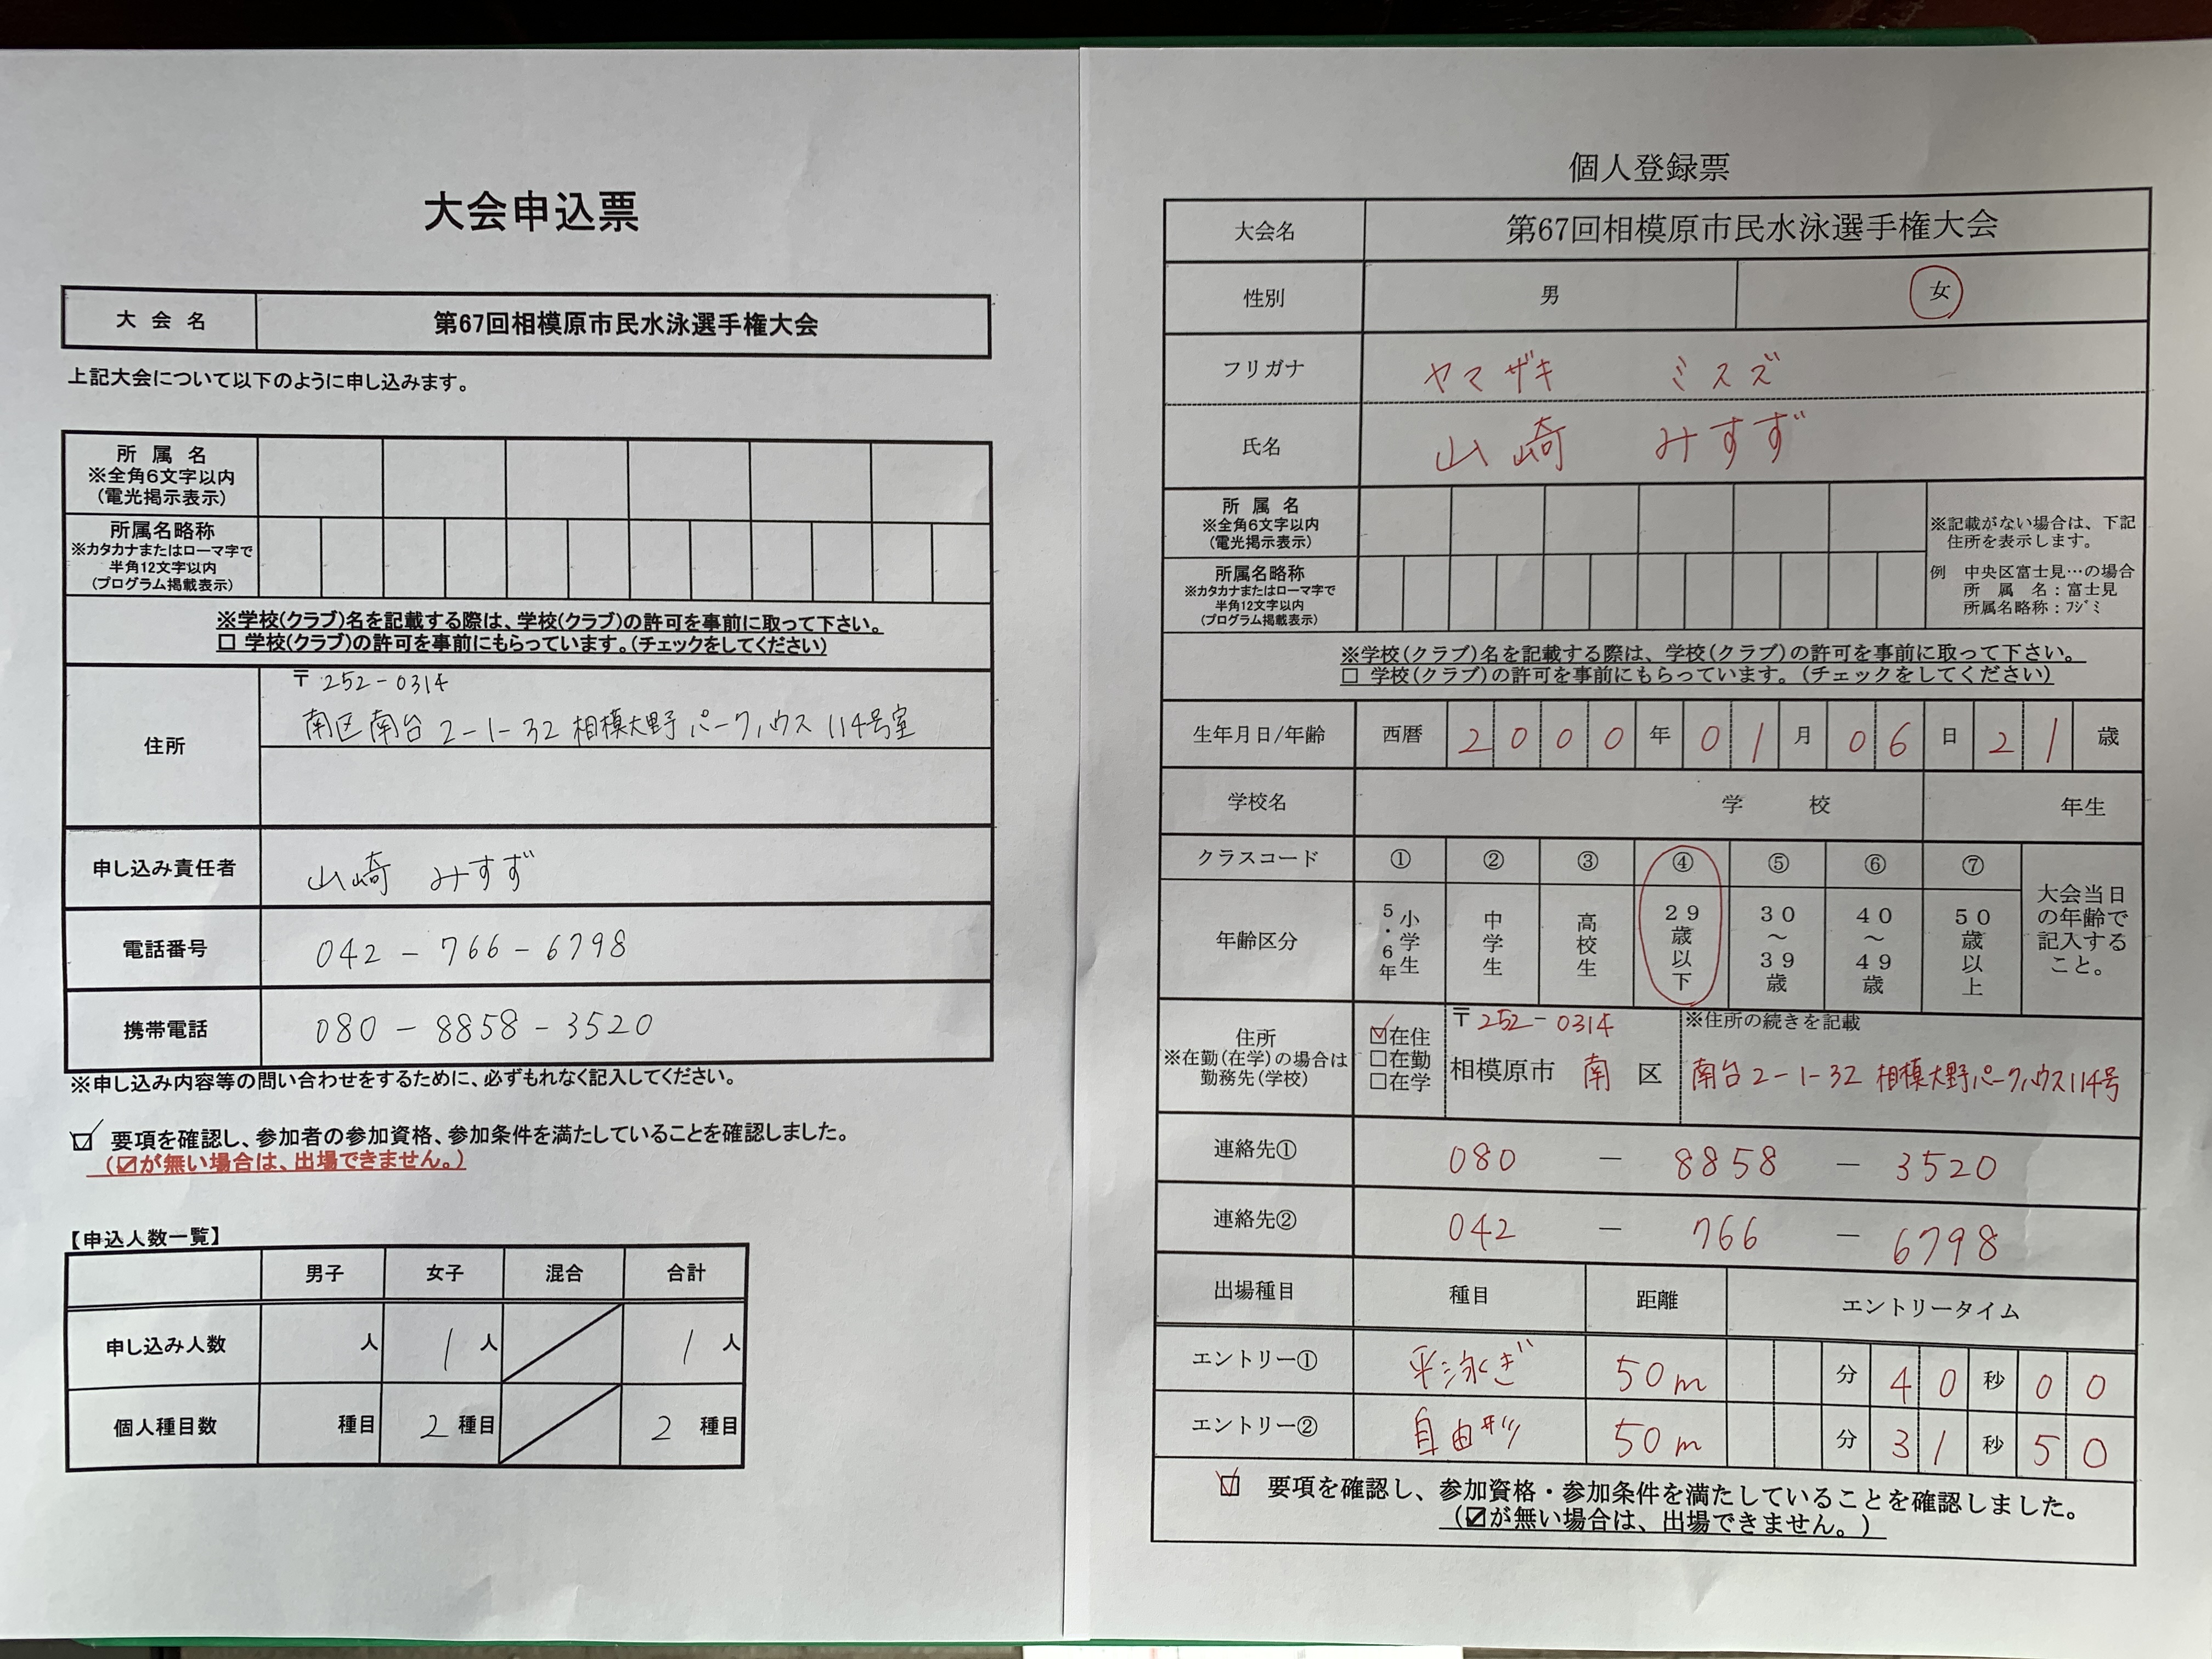 大会申込票
大会名 第67回相模原市民水泳選手権大会
上記大会について以下のように申し込みます。
所属名
※全角6文字以内
(電光掲示表示)
所属名略称
※カタカナまたはローマ字で
半角12文字以内
(プログラム掲載表示)
※学校(クラブ)名を記載する際は、学校(クラブ)の許可を事前に取って下さい。
□ 学校(クラブ)の許可を事前にもらっています。(チェックをしてください)
住所
〒252-0314
南区南台2-1-32 相模大野パークハウス 114号室
申し込み責任者 山崎 みすず
電話番号 042-766-6798
携帯電話 080-8858-3520
※申し込み内容等の問い合わせをするために、必ずもれなく記入してください。
☑ 要項を確認し、参加者の参加資格、参加条件を満たしていることを確認しました。
(☑が無い場合は、出場できません。)
【申込人数一覧】
男子 女子 混合 合計
申し込み人数 人 1人 1人
個人種目数 種目 2種目 2種目
個人登録票
大会名 第67回相模原市民水泳選手権大会
性別 男 女
フリガナ ヤマザキ ミスズ
氏名 山崎 みすず
所属名
※全角6文字以内
(電光掲示表示)
所属名略称
※カタカナまたはローマ字で
半角12文字以内
(プログラム掲載表示)
※記載がない場合は、下記
住所を表示します。
例 中央区富士見…の場合
所属名:富士見
所属名略称:フジミ
※学校(クラブ)名を記載する際は、学校(クラブ)の許可を事前に取って下さい。
□ 学校(クラブ)の許可を事前にもらっています。(チェックをしてください)
生年月日/年齢 西暦 2000年01月06日 21歳
学校名 学校 年生
クラスコード ① ② ③ ④ ⑤ ⑥ ⑦
年齢区分 小学5・6年生 中学生 高校生 29歳以下 30～39歳 40～49歳 50歳以上
大会当日の年齢で記入すること。
住所
※在勤(在学)の場合は
勤務先(学校)
☑在住
□在勤
□在学
〒252-0314
相模原市 南 区
※住所の続きを記載
南台2-1-32 相模大野パークハウス114号
連絡先① 080 - 8858 - 3520
連絡先② 042 - 766 - 6798
出場種目 種目 距離 エントリータイム
エントリー① 平泳ぎ 50m 分 40 秒 00
エントリー② 自由形 50m 分 31 秒 50
☑ 要項を確認し、参加資格・参加条件を満たしていることを確認しました。
(☑が無い場合は、出場できません。)